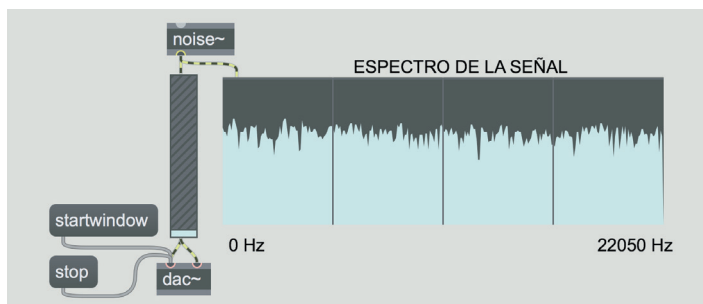 noise~
ESPECTRO DE LA SEÑAL
startwindow
0 Hz
22050 Hz
stop
dac~